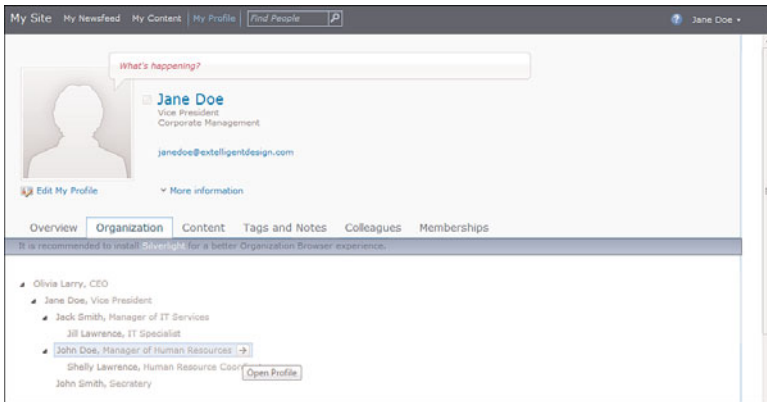 My Site My Newsfeed My Content My Profile Find People Jane Doe
What's happening?
Jane Doe
Vice President
Corporate Management
janedoe@extelligentdesign.com
Edit My Profile More information
Overview Organization Content Tags and Notes Colleagues Memberships
It is recommended to install Silverlight for a better Organization Browser experience.
Olivia Larry, CEO
Jane Doe, Vice President
Jack Smith, Manager of IT Services
Jill Lawrence, IT Specialist
John Doe, Manager of Human Resources
Shelly Lawrence, Human Resource
Open Profile
John Smith, Secratery